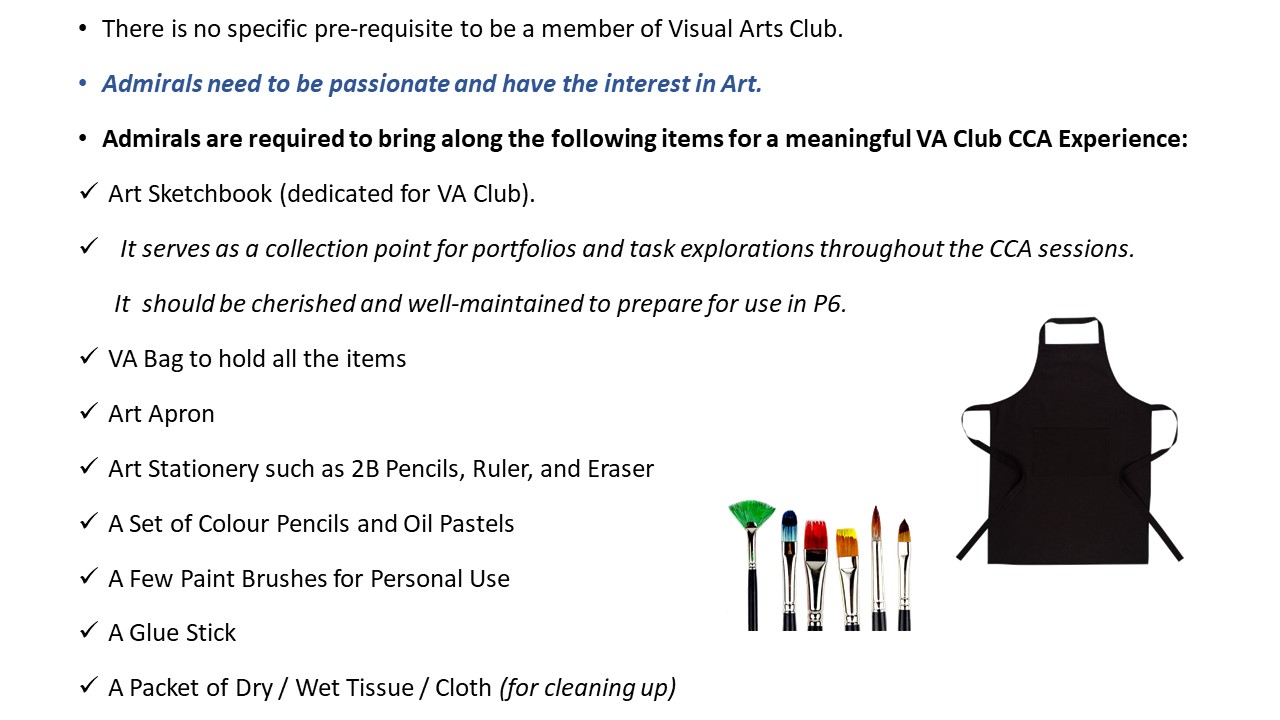 • There is no specific pre-requisite to be a member of Visual Arts Club.
• Admirals need to be passionate and have the interest in Art.
• Admirals are required to bring along the following items for a meaningful VA Club CCA Experience:
✓ Art Sketchbook (dedicated for VA Club).
✓ It serves as a collection point for portfolios and task explorations throughout the CCA sessions.
It should be cherished and well-maintained to prepare for use in P6.
✓ VA Bag to hold all the items
✓ Art Apron
✓ Art Stationery such as 2B Pencils, Ruler, and Eraser
✓ A Set of Colour Pencils and Oil Pastels
✓ A Few Paint Brushes for Personal Use
✓ A Glue Stick
✓ A Packet of Dry / Wet Tissue / Cloth (for cleaning up)